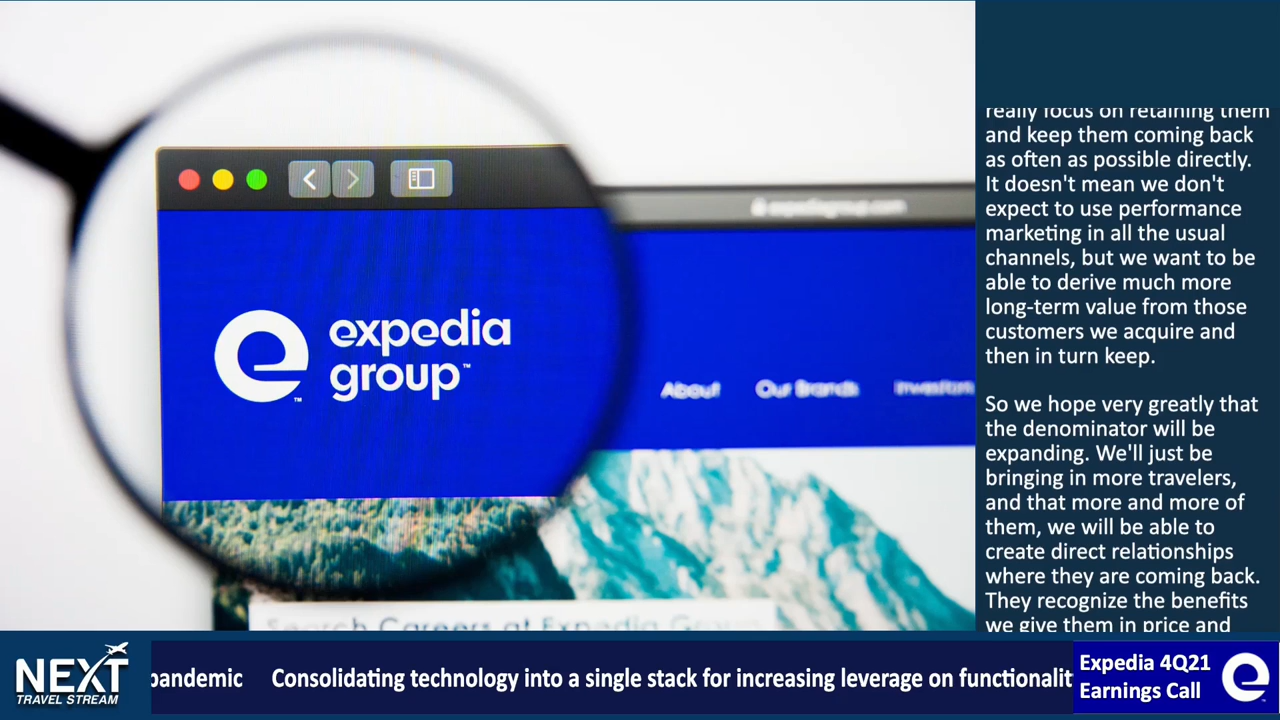 expedia
group™
About Our Brands Investors
Search Careers at Expedia Group
really focus on retaining them
and keep them coming back
as often as possible directly.
It doesn't mean we don't
expect to use performance
marketing in all the usual
channels, but we want to be
able to derive much more
long-term value from those
customers we acquire and
then in turn keep.
So we hope very greatly that
the denominator will be
expanding. We'll just be
bringing in more travelers,
and that more and more of
them, we will be able to
create direct relationships
where they are coming back.
They recognize the benefits
we give them in price and
NEXT
TRAVEL STREAM
pandemic Consolidating technology into a single stack for increasing leverage on functionalit
Expedia 4Q21
Earnings Call